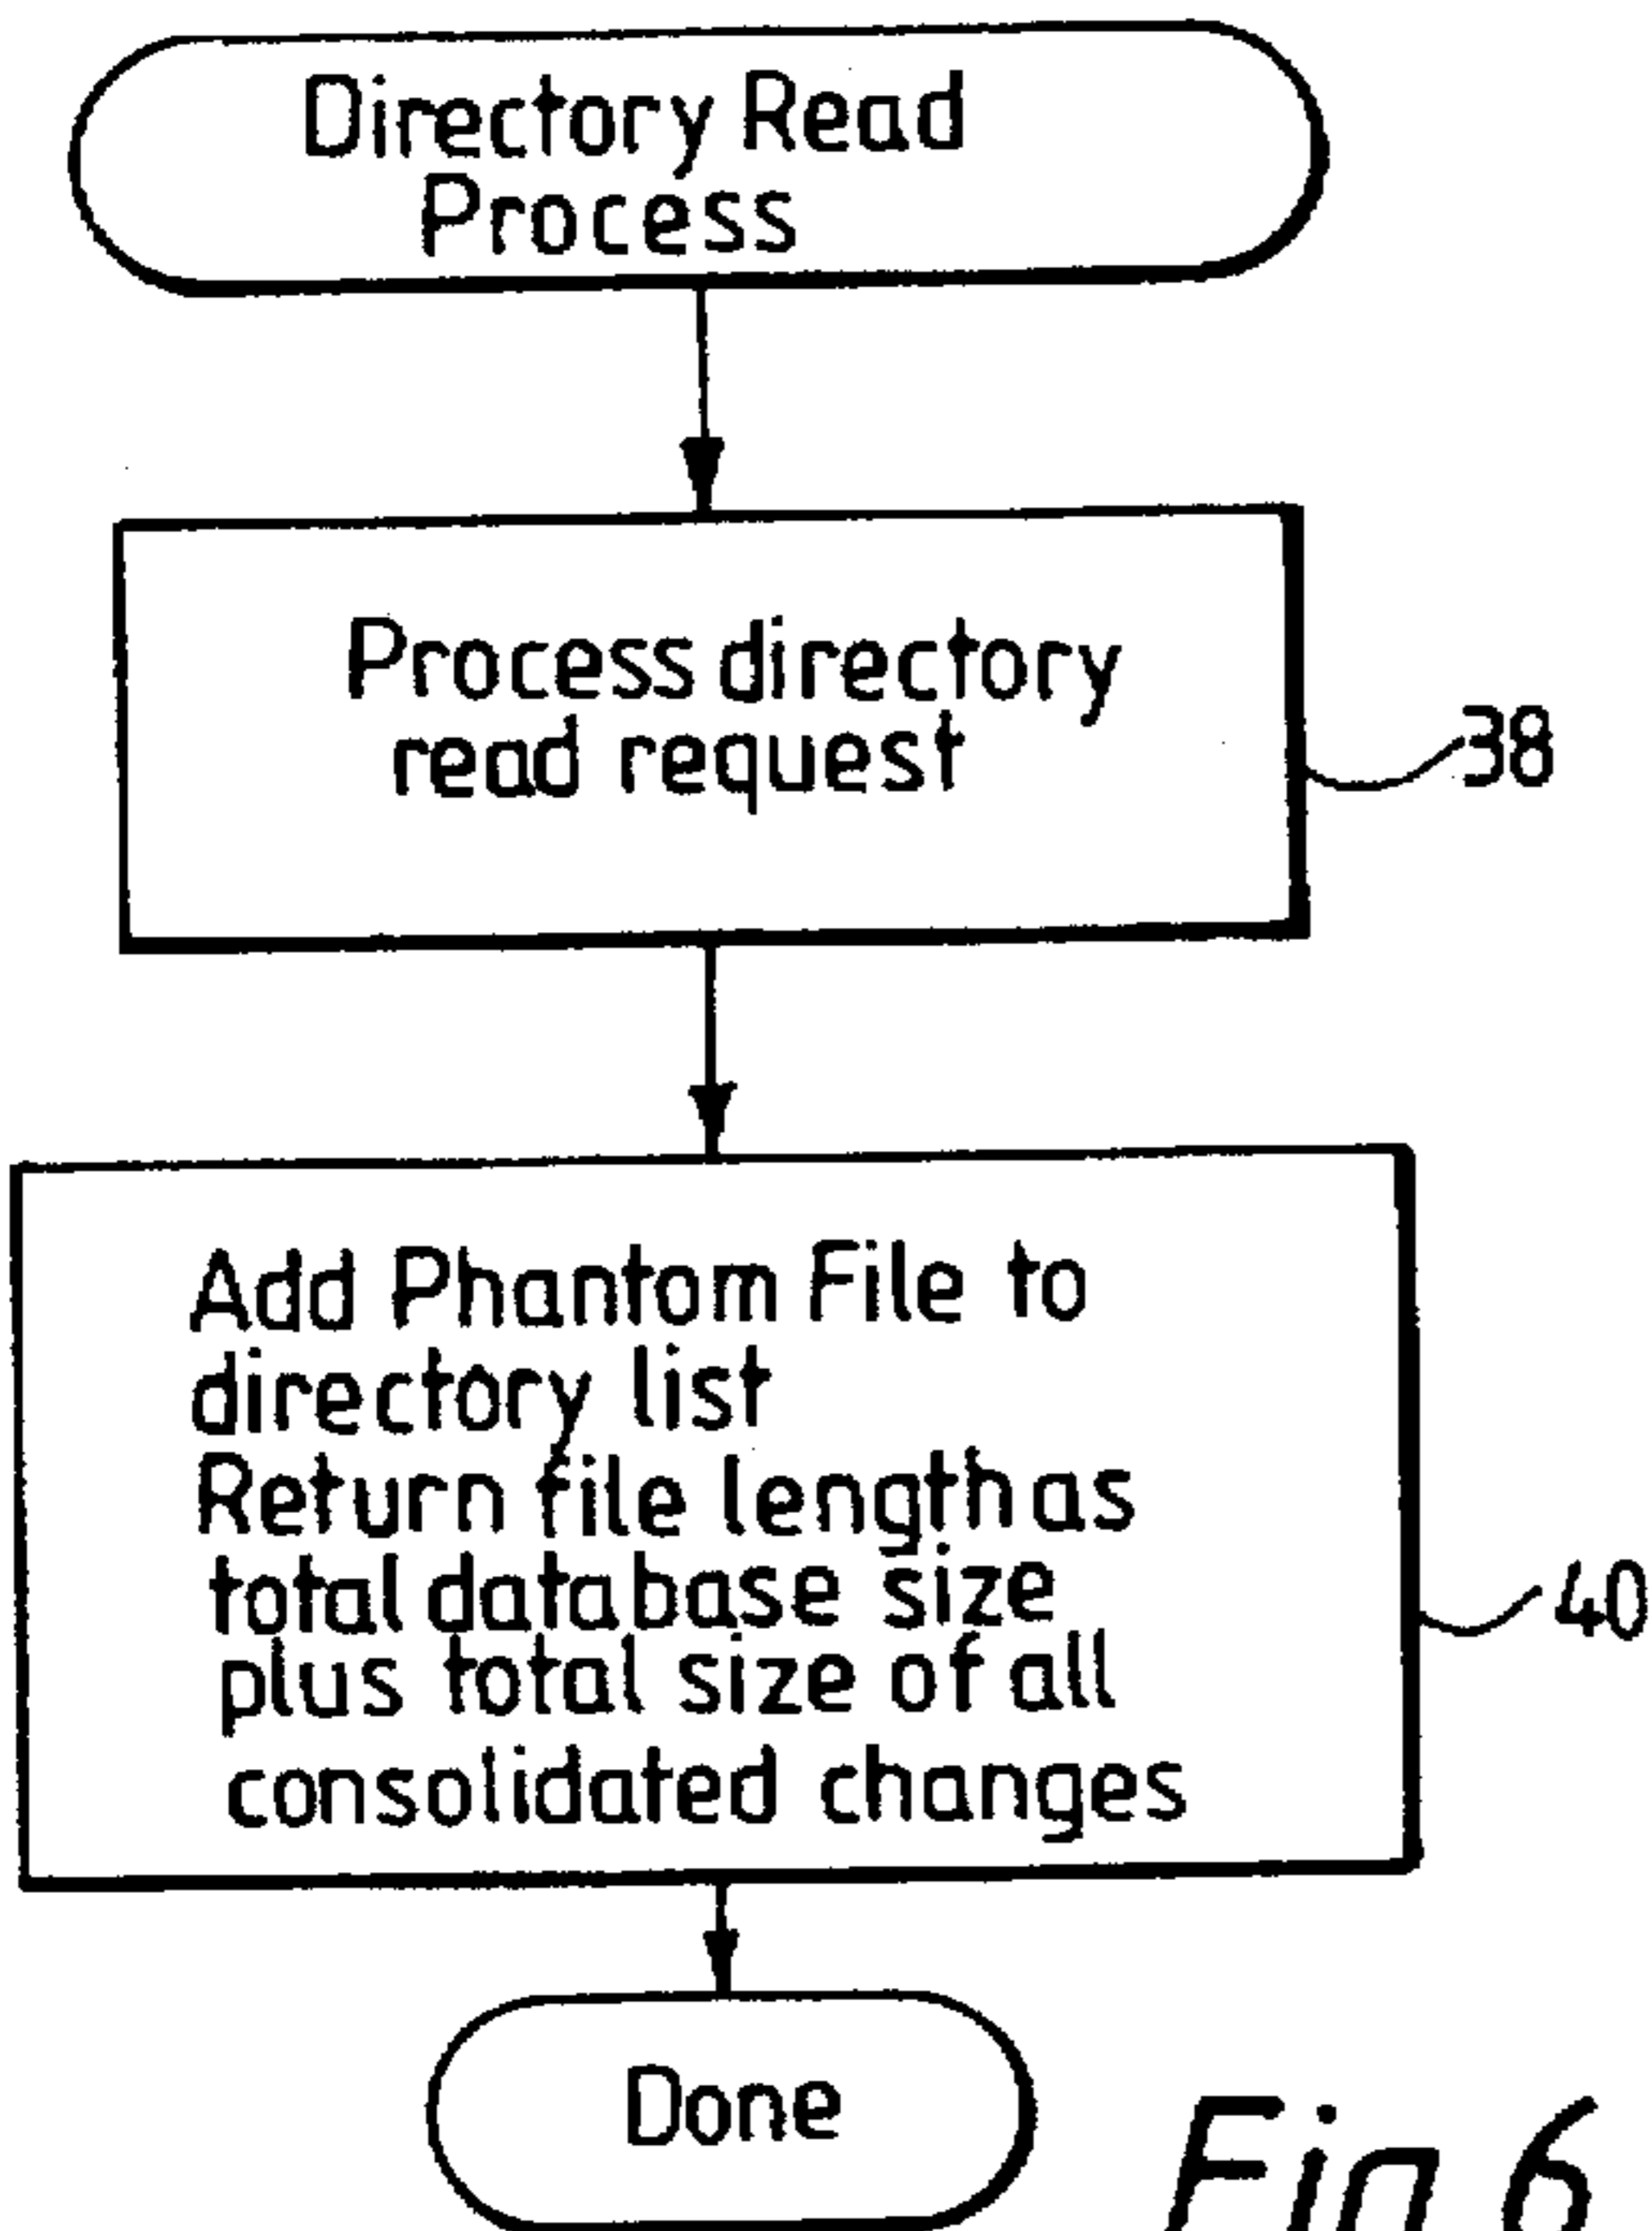 Directory Read
Process
Process directory
read request
38
Add Phantom File to
directory list
Return file length as
total database size
plus total size of all
consolidated changes
40
Done
Fig 6